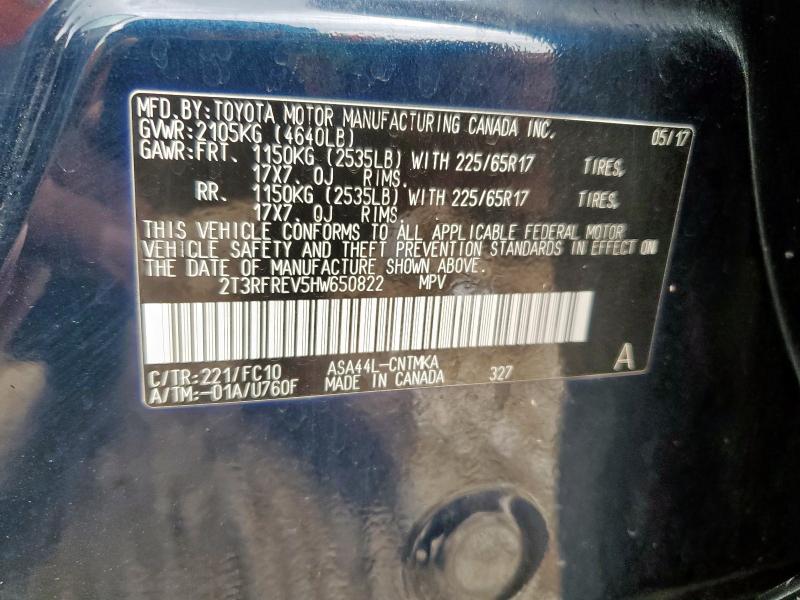 MFD.BY:TOYOTA MOTOR MANUFACTURING CANADA INC. 05/17
GVWR:2105KG (4640LB)
GAWR:FRT. 1150KG (2535LB) WITH 225/65R17 TIRES,
17X7.0J RIMS.
RR. 1150KG (2535LB) WITH 225/65R17 TIRES,
17X7.0J RIMS.
THIS VEHICLE CONFORMS TO ALL APPLICABLE FEDERAL MOTOR
VEHICLE SAFETY AND THEFT PREVENTION STANDARDS IN EFFECT ON
THE DATE OF MANUFACTURE SHOWN ABOVE.
2T3RFREV5HW650822 MPV
C/TR:221/FC10 ASA44L-CNTMKA A
A/TM:-01A/U760F MADE IN CANADA 327